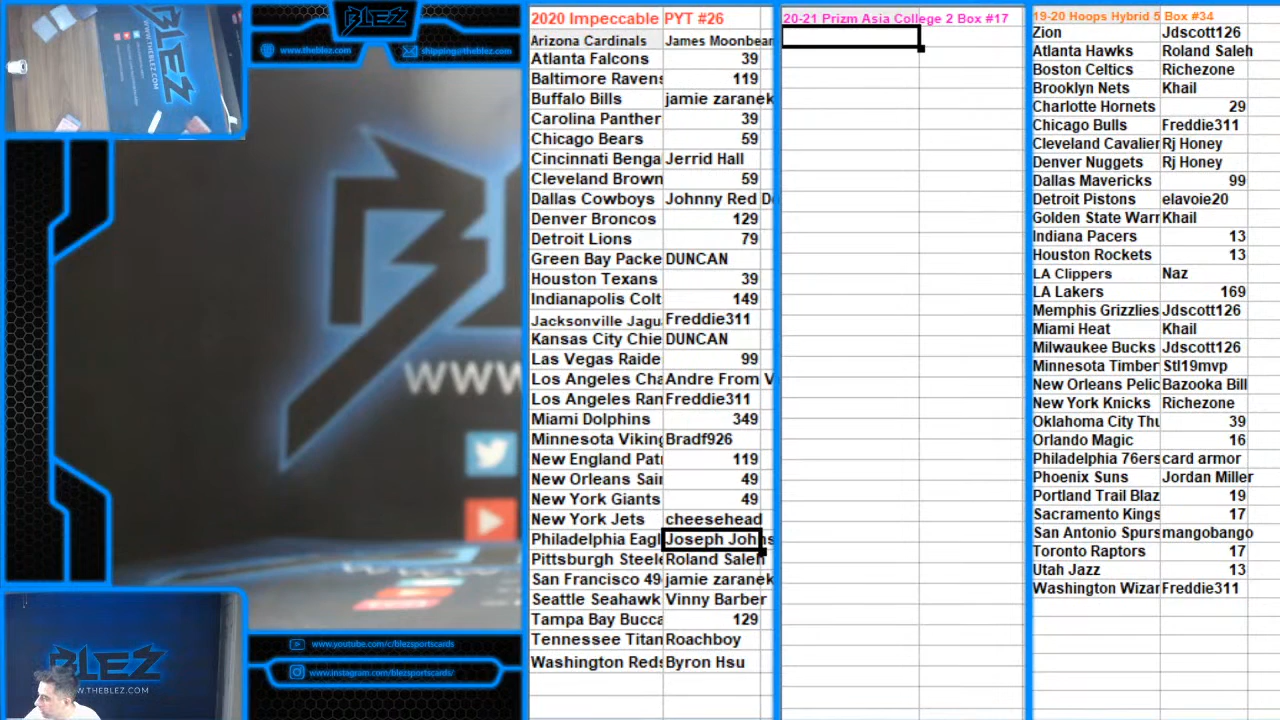 BLEZ
WWW.THEBLEZ.COM
BLEZ
www.theblez.com
shipping@theblez.com
WWW
BLEZ
WWW.THEBLEZ.COM
www.youtube.com/c/blezsportscards
www.instagram.com/blezsportscards/
2020 Impeccable PYT #26
Arizona Cardinals James Moonbear
Atlanta Falcons 39
Baltimore Ravens 119
Buffalo Bills jamie zaranek
Carolina Panther 39
Chicago Bears 59
Cincinnati Benga Jerrid Hall
Cleveland Brown 59
Dallas Cowboys Johnny Red D
Denver Broncos 129
Detroit Lions 79
Green Bay Packe DUNCAN
Houston Texans 39
Indianapolis Colt 149
Jacksonville Jagu Freddie311
Kansas City Chie DUNCAN
Las Vegas Raide 99
Los Angeles Cha Andre From V
Los Angeles Ran Freddie311
Miami Dolphins 349
Minnesota Viking Bradf926
New England Pat 119
New Orleans Sai 49
New York Giants 49
New York Jets cheesehead
Philadelphia Eagl Joseph Johns
Pittsburgh Steele Roland Saleh
San Francisco 49 jamie zaranek
Seattle Seahawk Vinny Barber
Tampa Bay Bucca 129
Tennessee Titan Roachboy
Washington Reds Byron Hsu
20-21 Prizm Asia College 2 Box #17
19-20 Hoops Hybrid 5 Box #34
Zion Jdscott126
Atlanta Hawks Roland Saleh
Boston Celtics Richezone
Brooklyn Nets Khail
Charlotte Hornets 29
Chicago Bulls Freddie311
Cleveland Cavalier Rj Honey
Denver Nuggets Rj Honey
Dallas Mavericks 99
Detroit Pistons elavoie20
Golden State Warr Khail
Indiana Pacers 13
Houston Rockets 13
LA Clippers Naz
LA Lakers 169
Memphis Grizzlies Jdscott126
Miami Heat Khail
Milwaukee Bucks Jdscott126
Minnesota Timber Stl19mvp
New Orleans Pelic Bazooka Bill
New York Knicks Richezone
Oklahoma City Thu 39
Orlando Magic 16
Philadelphia 76ers card armor
Phoenix Suns Jordan Miller
Portland Trail Blaz 19
Sacramento Kings 17
San Antonio Spurs mangobango
Toronto Raptors 17
Utah Jazz 13
Washington Wizar Freddie311